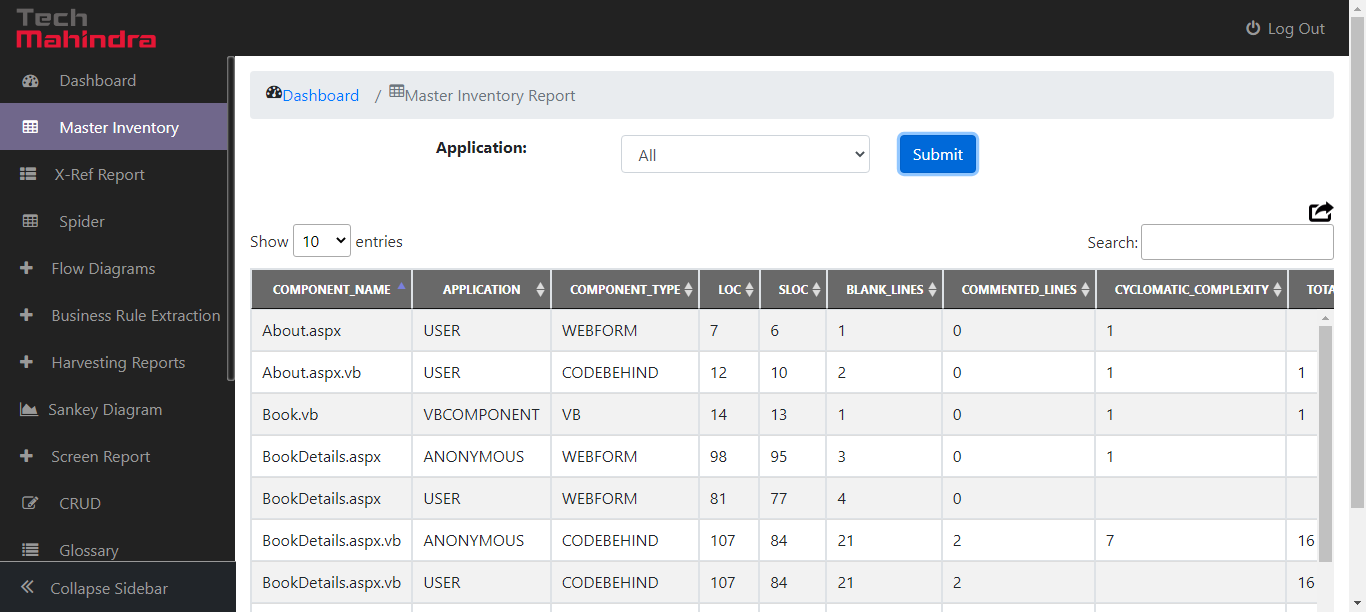 Tech
Mahindra
Log Out
Dashboard
Master Inventory
X-Ref Report
Spider
Flow Diagrams
Business Rule Extraction
Harvesting Reports
Sankey Diagram
Screen Report
CRUD
Glossary
Collapse Sidebar
Dashboard / Master Inventory Report
Application: All Submit
Show 10 entries Search:
COMPONENT_NAME APPLICATION COMPONENT_TYPE LOC SLOC BLANK_LINES COMMENTED_LINES CYCLOMATIC_COMPLEXITY TOTA
About.aspx USER WEBFORM 7 6 1 0 1
About.aspx.vb USER CODEBEHIND 12 10 2 0 1 1
Book.vb VBCOMPONENT VB 14 13 1 0 1 1
BookDetails.aspx ANONYMOUS WEBFORM 98 95 3 0 1
BookDetails.aspx USER WEBFORM 81 77 4 0
BookDetails.aspx.vb ANONYMOUS CODEBEHIND 107 84 21 2 7 16
BookDetails.aspx.vb USER CODEBEHIND 107 84 21 2 16